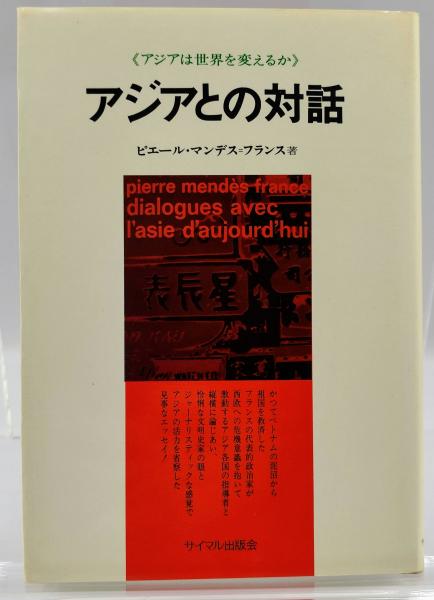 《アジアは世界を変えるか》
アジアとの対話
ピエール・マンデス=フランス著
pierre mendès france
dialogues avec
l'asie d'aujourd'hui
星辰表
かつてベトナムの泥沼から
祖国を救済した
フランスの代表的政治家が
西欧への危機意識を抱いて
激動するアジア各国の指導者と
縦横に論じあい、
怜悧な文明史家の眼と
ジャーナリスティックな感覚で
アジアの活力を省察した
見事なエッセイ!
サイマル出版会